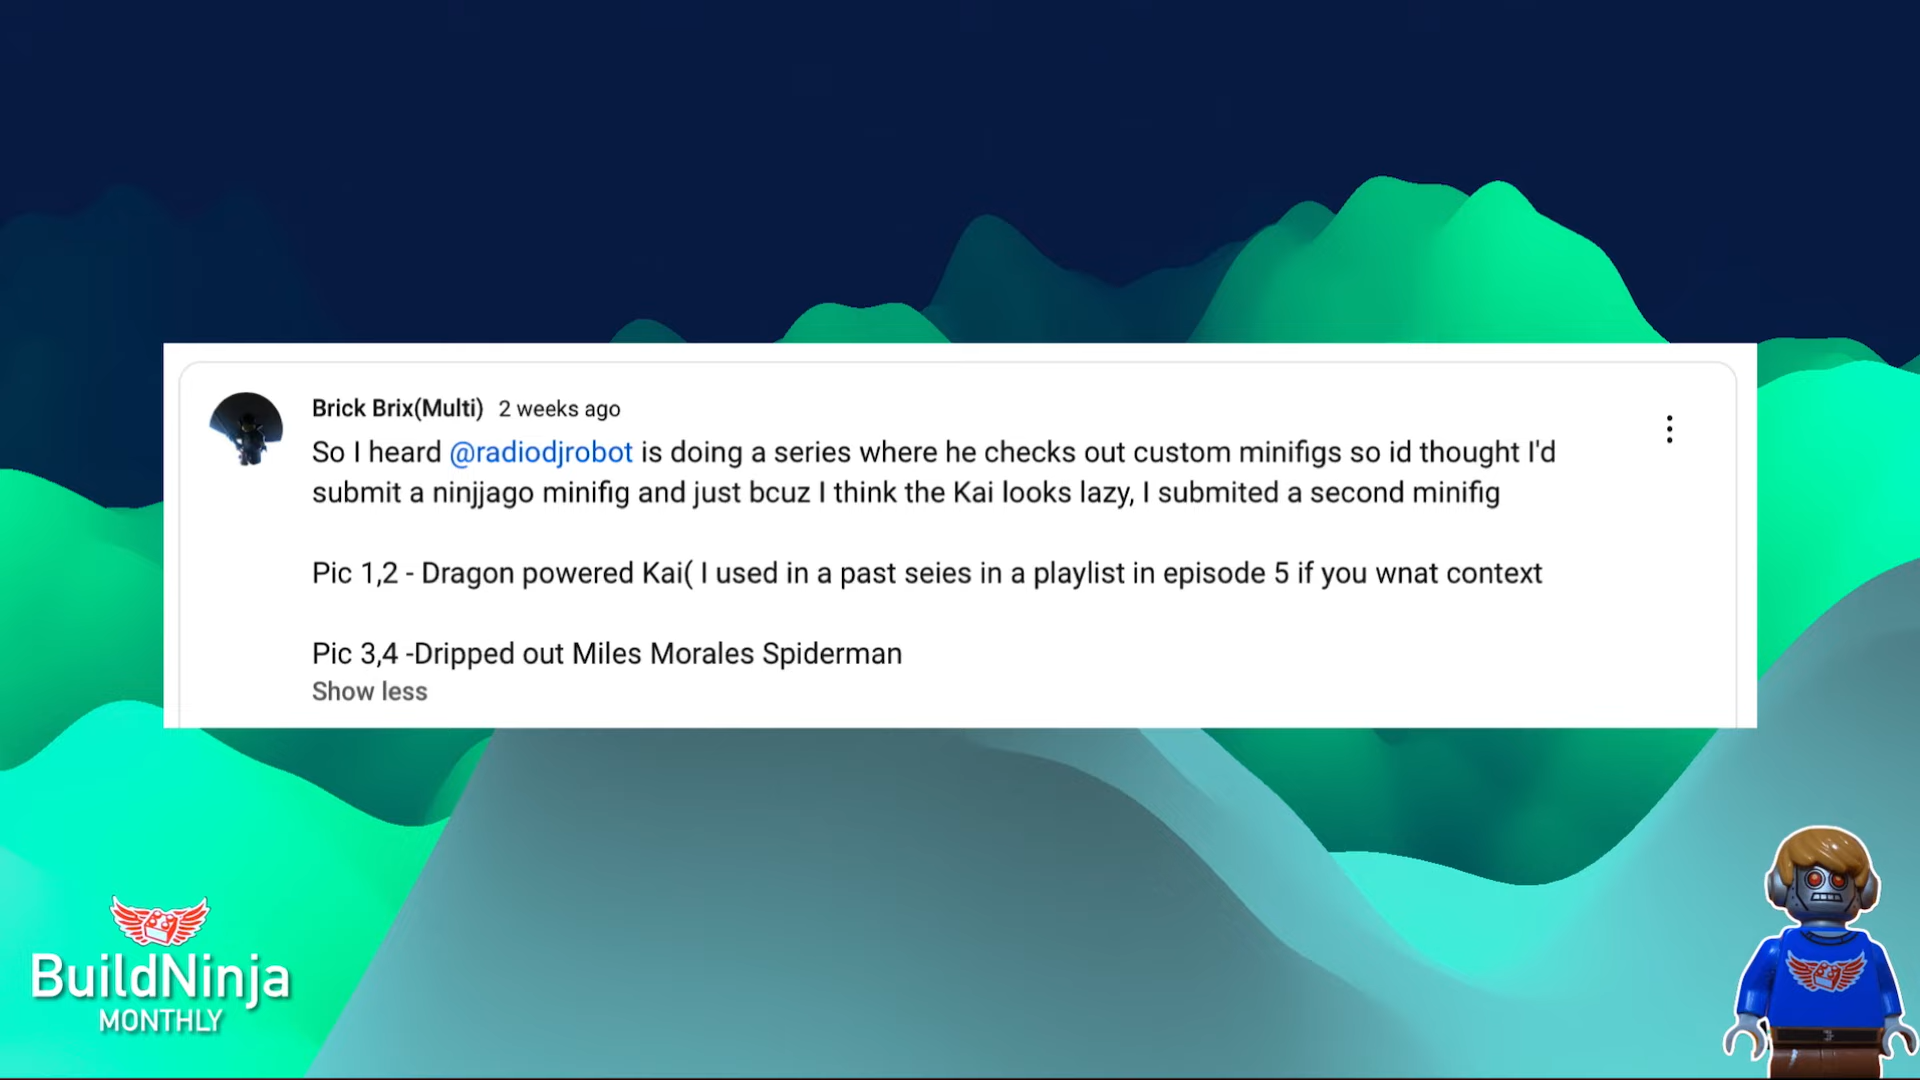 Brick Brix(Multi) 2 weeks ago
So I heard @radiodjrobot is doing a series where he checks out custom minifigs so id thought I'd
submit a ninjjago minifig and just bcuz I think the Kai looks lazy, I submited a second minifig
Pic 1,2 - Dragon powered Kai( I used in a past seies in a playlist in episode 5 if you wnat context
Pic 3,4 -Dripped out Miles Morales Spiderman
Show less
BuildNinja
MONTHLY